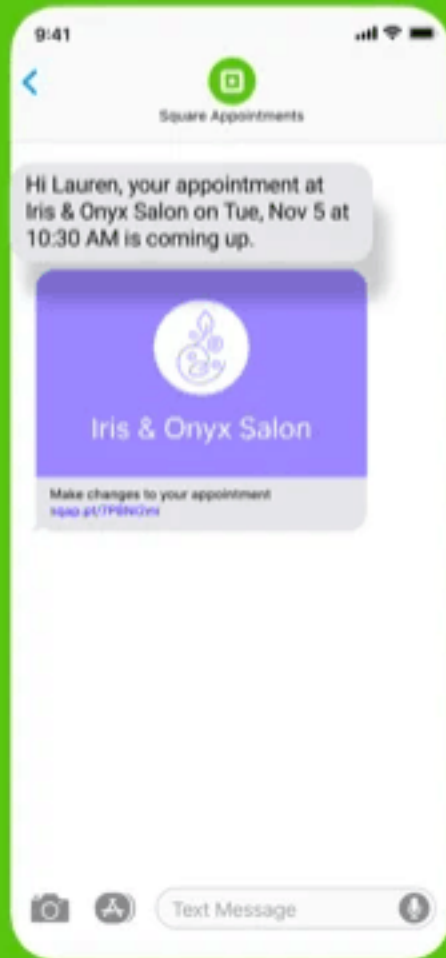 9:41
Square Appointments
Hi Lauren, your appointment at
Iris & Onyx Salon on Tue, Nov 5 at
10:30 AM is coming up.
Iris & Onyx Salon
Make changes to your appointment
Text Message